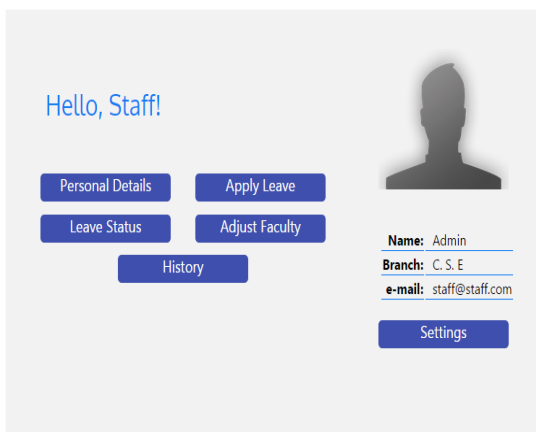 Hello, Staff!
Personal Details
Apply Leave
Leave Status
Adjust Faculty
History
Name: Admin
Branch: C. S. E
e-mail: staff@staff.com
Settings